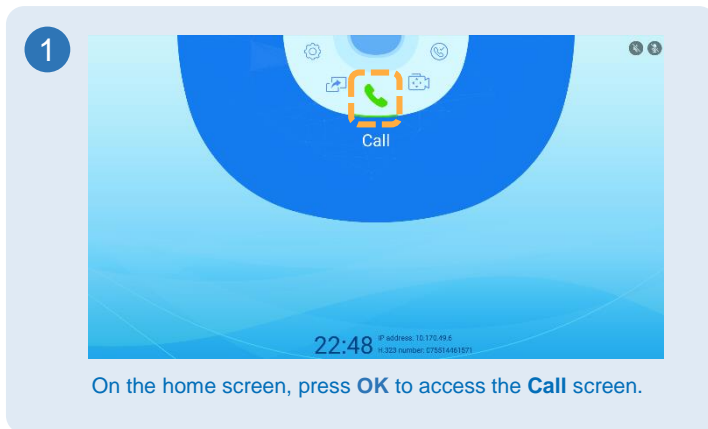 1
Call
22:48
IP address: 10.170.49.6
H.323 number: 075514461571
On the home screen, press OK to access the Call screen.